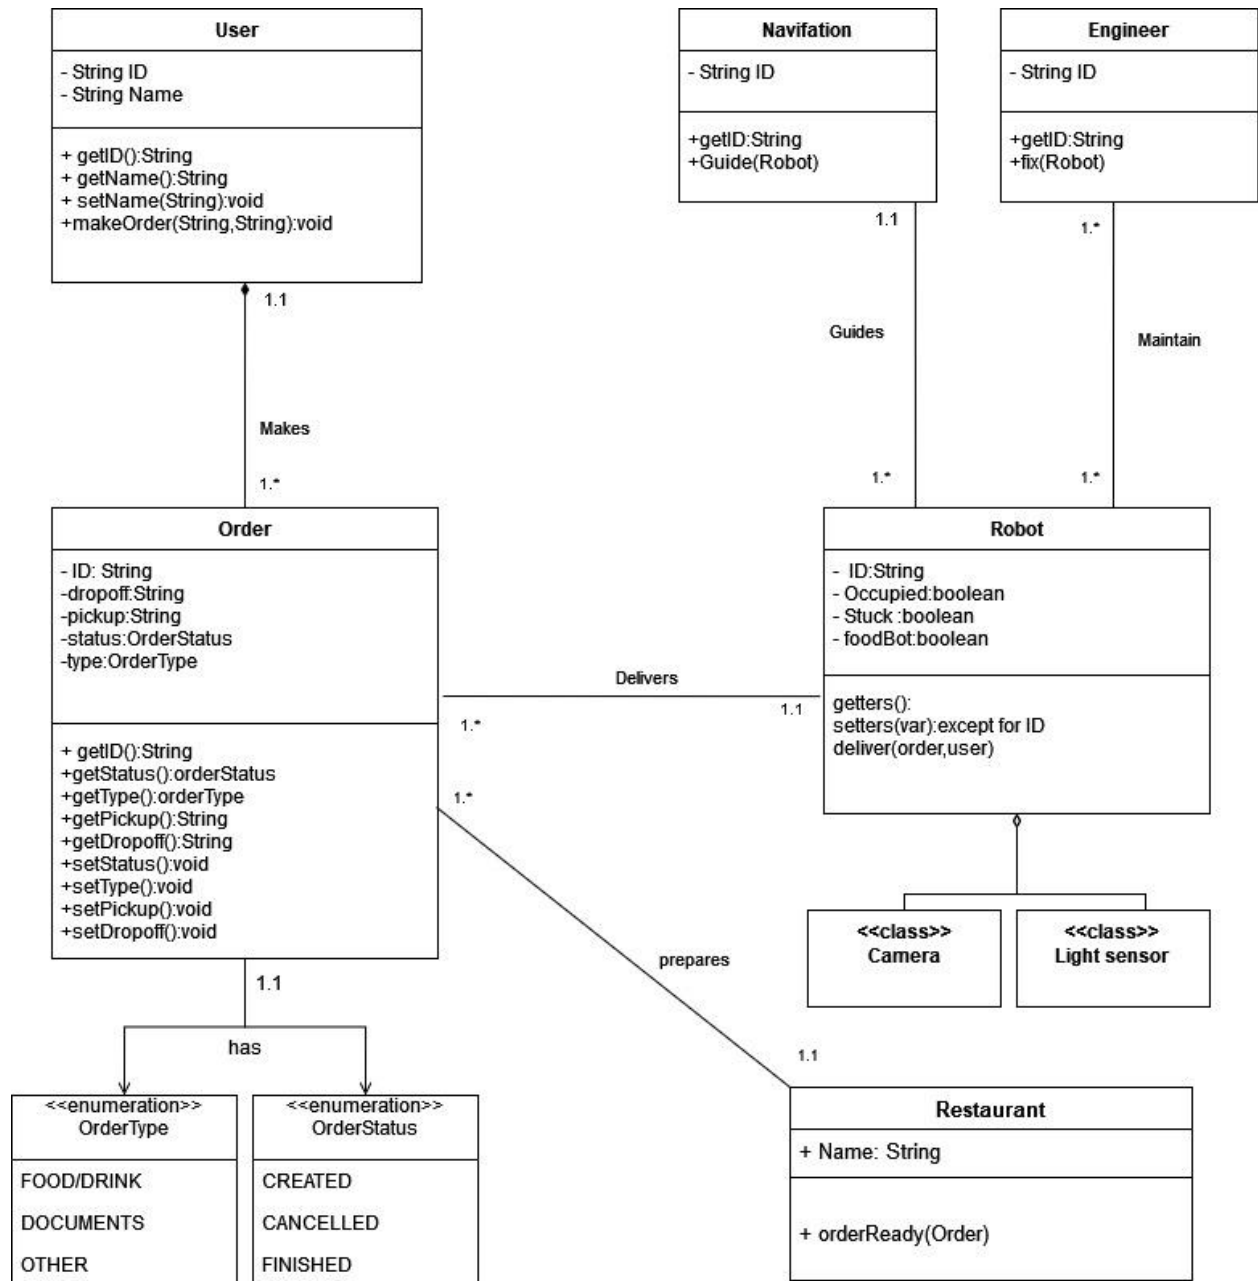 User
- String ID
- String Name
+ getID():String
+ getName():String
+ setName(String):void
+makeOrder(String,String):void
Navifation
- String ID
+getID:String
+Guide(Robot)
Engineer
- String ID
+getID:String
+fix(Robot)
1.1
Makes
1.*
1.1
Guides
1.*
1.*
Maintain
1.*
Order
- ID: String
-dropoff:String
-pickup:String
-status:OrderStatus
-type:OrderType
+ getID():String
+getStatus():orderStatus
+getType():orderType
+getPickup():String
+getDropoff():String
+setStatus():void
+setType():void
+setPickup():void
+setDropoff():void
Delivers
1.*
1.1
Robot
- ID:String
- Occupied:boolean
- Stuck :boolean
- foodBot:boolean
getters():
setters(var):except for ID
deliver(order,user)
<<class>>
Camera
<<class>>
Light sensor
1.*
prepares
1.1
1.1
has
<<enumeration>>
OrderType
FOOD/DRINK
DOCUMENTS
OTHER
<<enumeration>>
OrderStatus
CREATED
CANCELLED
FINISHED
Restaurant
+ Name: String
+ orderReady(Order)